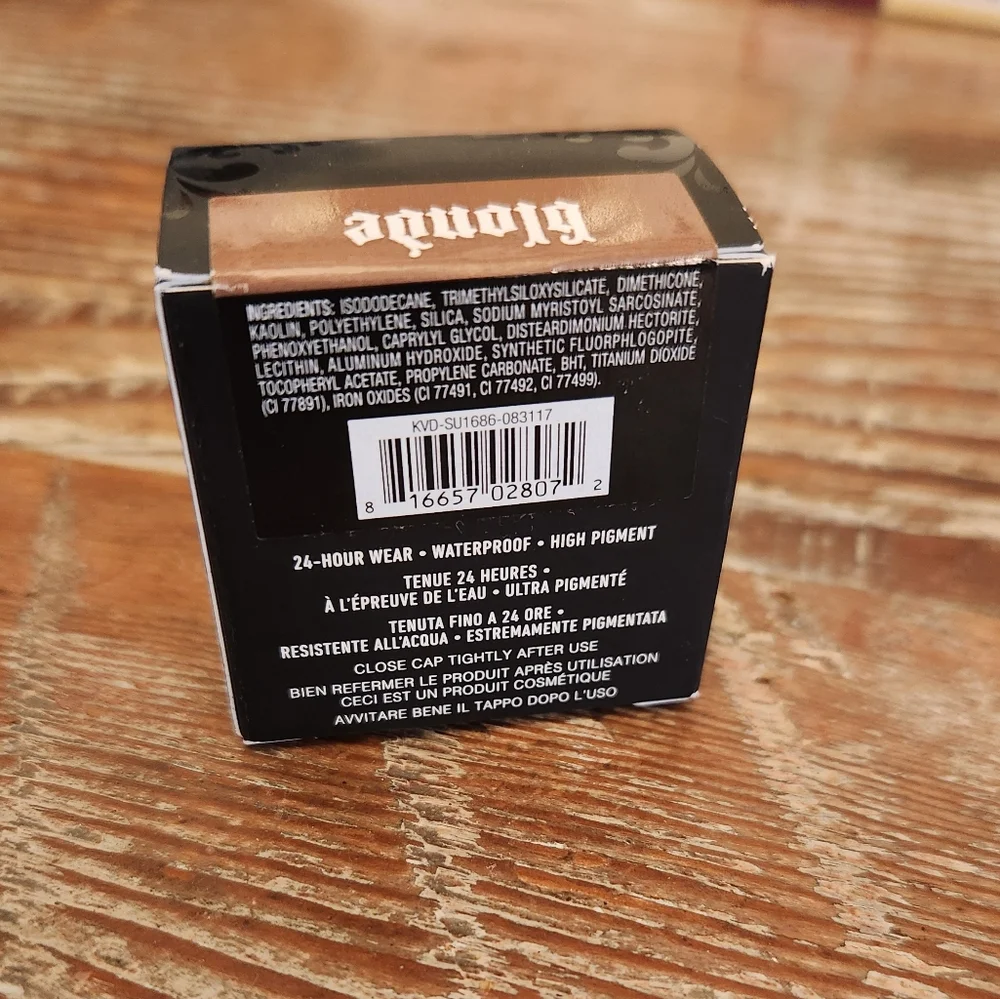 blonde
INGREDIENTS: ISODODECANE, TRIMETHYLSILOXYSILICATE, DIMETHICONE,
KAOLIN, POLYETHYLENE, SILICA, SODIUM MYRISTOYL SARCOSINATE,
PHENOXYETHANOL, CAPRYLYL GLYCOL, DISTEARDIMONIUM HECTORITE,
LECITHIN, ALUMINUM HYDROXIDE, SYNTHETIC FLUORPHLOGOPITE,
TOCOPHERYL ACETATE, PROPYLENE CARBONATE, BHT, TITANIUM DIOXIDE
(CI 77891), IRON OXIDES (CI 77491, CI 77492, CI 77499).
KVD-SU1686-083117
8 16657 02807 2
24-HOUR WEAR • WATERPROOF • HIGH PIGMENT
TENUE 24 HEURES •
À L'ÉPREUVE DE L'EAU • ULTRA PIGMENTÉ
TENUTA FINO A 24 ORE •
RESISTENTE ALL'ACQUA • ESTREMAMENTE PIGMENTATA
CLOSE CAP TIGHTLY AFTER USE
BIEN REFERMER LE PRODUIT APRÈS UTILISATION
CECI EST UN PRODUIT COSMÉTIQUE
AVVITARE BENE IL TAPPO DOPO L'USO